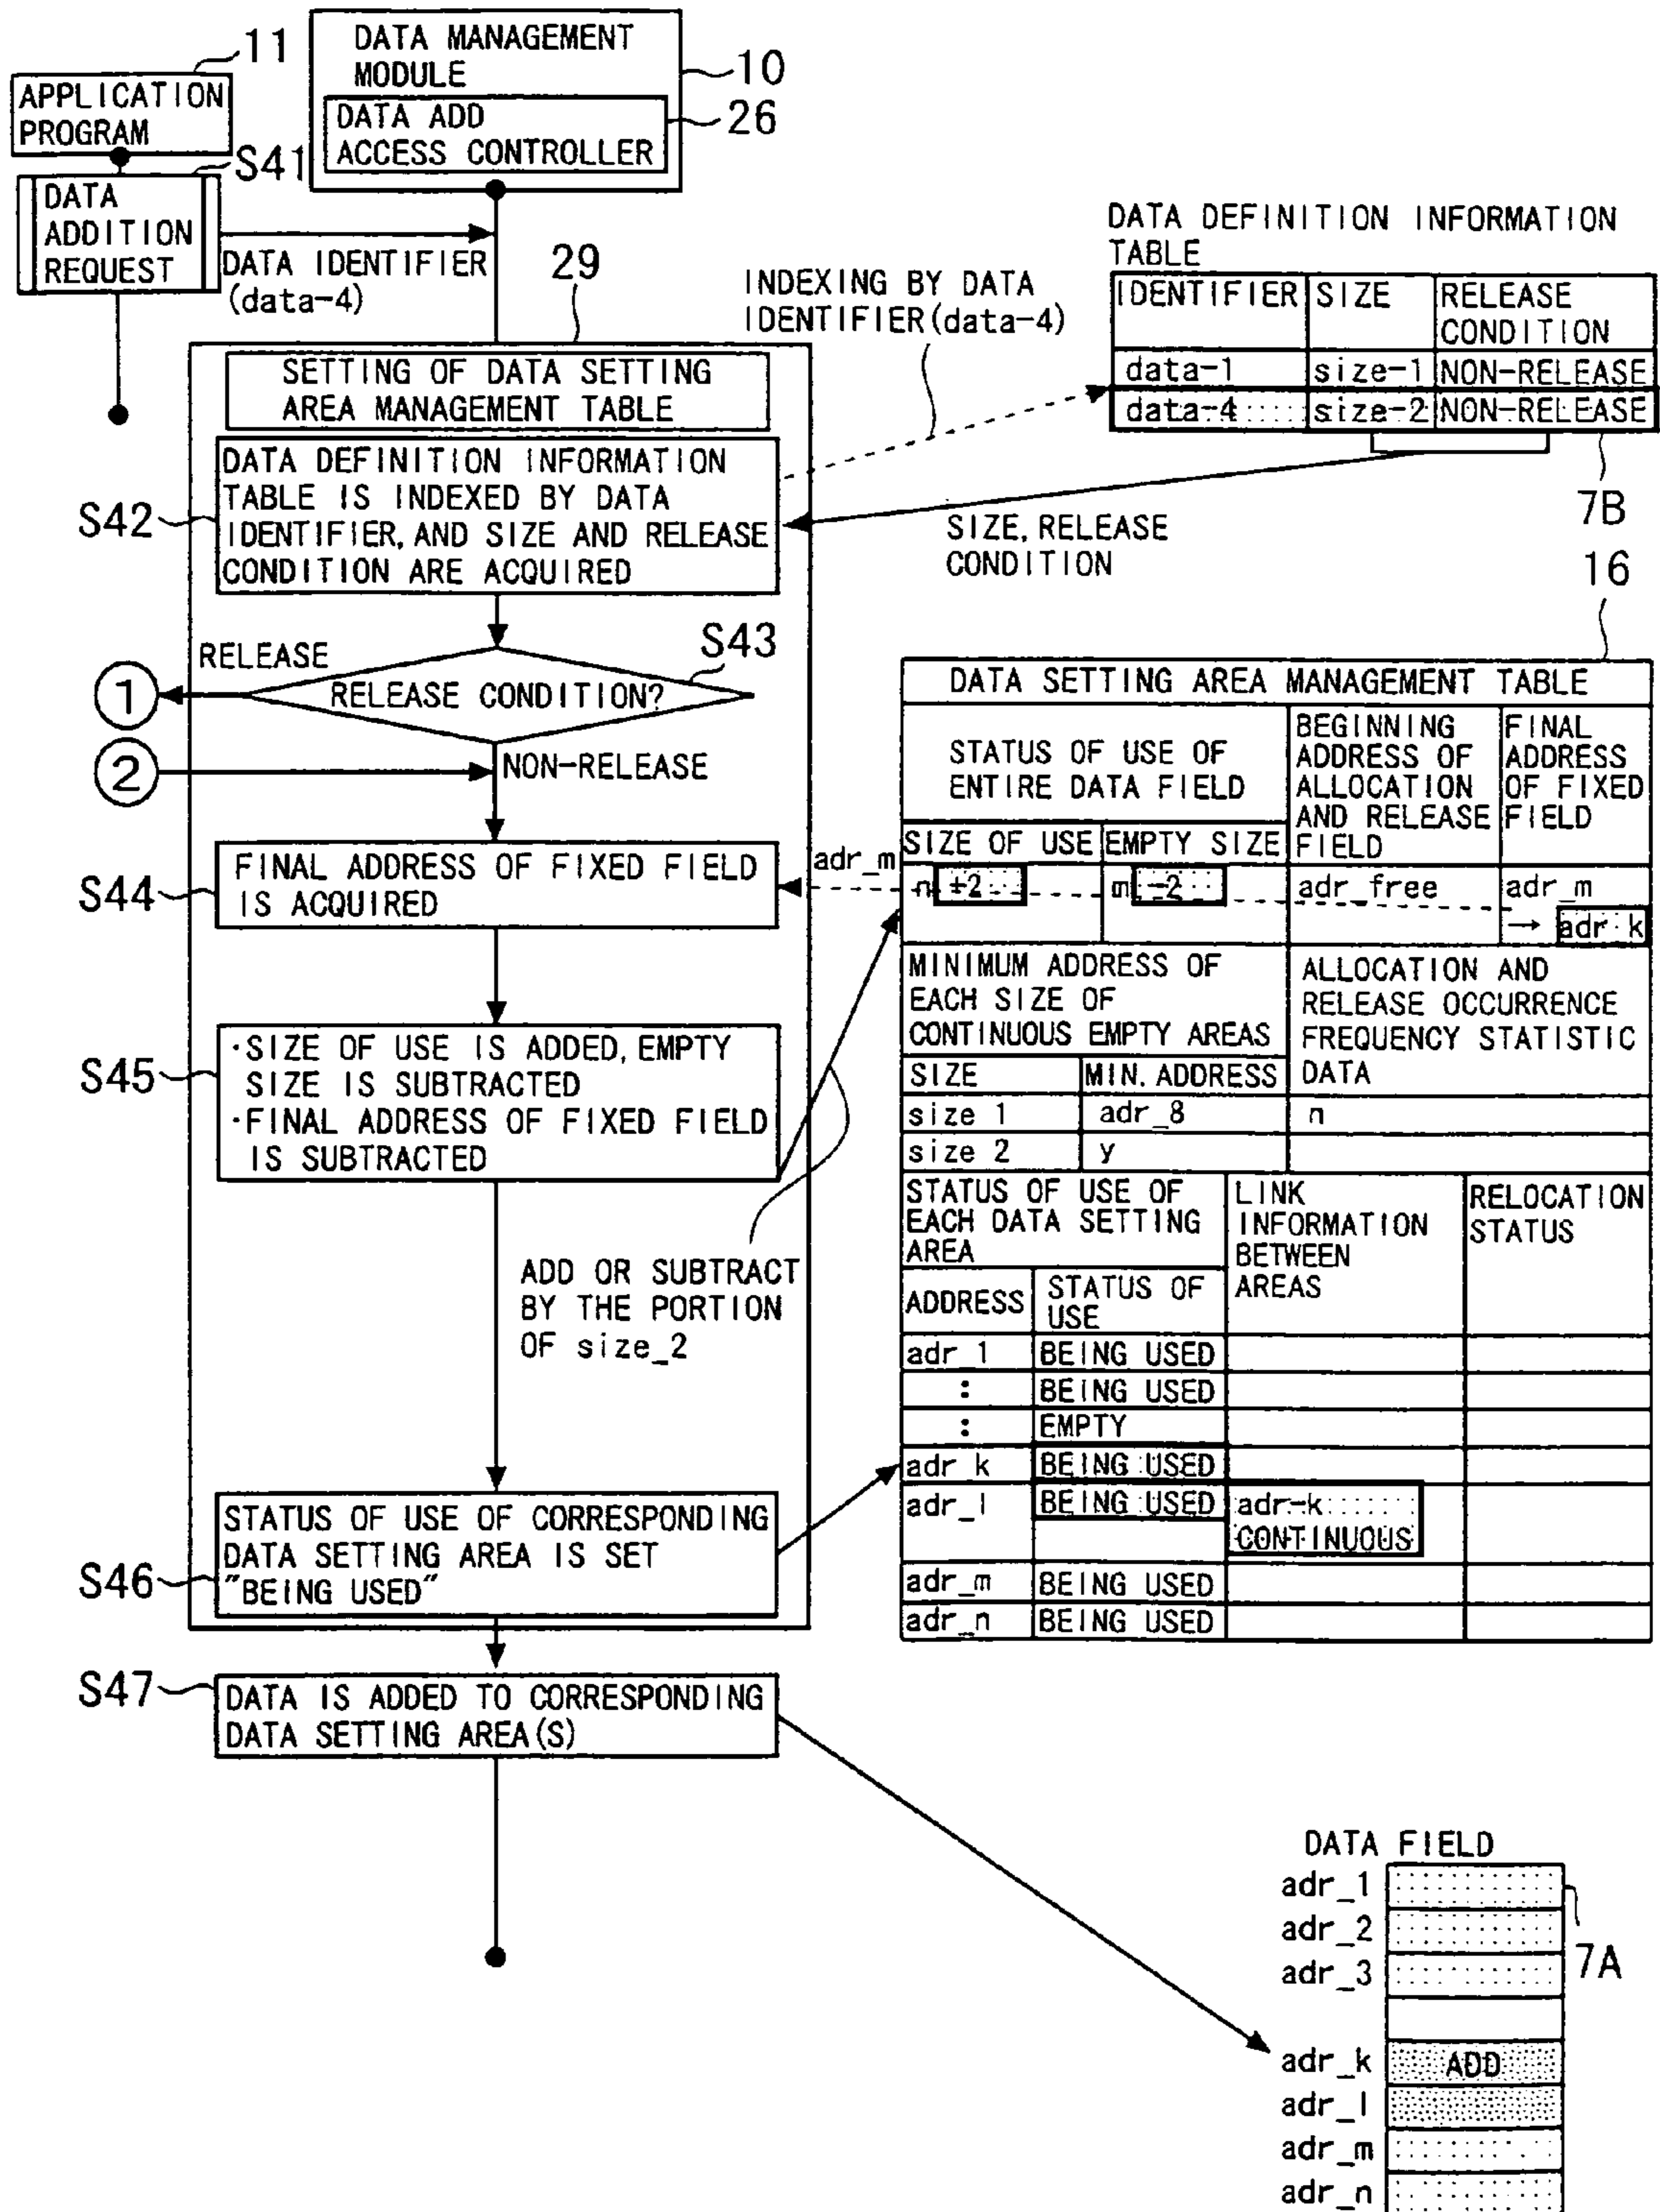 11
APPLICATION
PROGRAM
DATA MANAGEMENT
MODULE
10
DATA ADD
ACCESS CONTROLLER
26
S41
DATA
ADDITION
REQUEST
DATA IDENTIFIER
(data-4)
29
INDEXING BY DATA
IDENTIFIER(data-4)
DATA DEFINITION INFORMATION
TABLE
IDENTIFIER SIZE RELEASE
CONDITION
data-1 size-1 NON-RELEASE
data-4 size-2 NON-RELEASE
7B
SETTING OF DATA SETTING
AREA MANAGEMENT TABLE
S42
DATA DEFINITION INFORMATION
TABLE IS INDEXED BY DATA
IDENTIFIER, AND SIZE AND RELEASE
CONDITION ARE ACQUIRED
SIZE, RELEASE
CONDITION
RELEASE
S43
1
RELEASE CONDITION?
2
NON-RELEASE
S44
FINAL ADDRESS OF FIXED FIELD
IS ACQUIRED
adr_m
S45
·SIZE OF USE IS ADDED, EMPTY
SIZE IS SUBTRACTED
·FINAL ADDRESS OF FIXED FIELD
IS SUBTRACTED
ADD OR SUBTRACT
BY THE PORTION
OF size_2
S46
STATUS OF USE OF CORRESPONDING
DATA SETTING AREA IS SET
"BEING USED"
S47
DATA IS ADDED TO CORRESPONDING
DATA SETTING AREA(S)
16
DATA SETTING AREA MANAGEMENT TABLE
STATUS OF USE OF
ENTIRE DATA FIELD
BEGINNING
ADDRESS OF
ALLOCATION
AND RELEASE
FIELD
FINAL
ADDRESS
OF FIXED
FIELD
SIZE OF USE EMPTY SIZE
n +2 m -2 adr_free adr_m
→ adr k
MINIMUM ADDRESS OF
EACH SIZE OF
CONTINUOUS EMPTY AREAS
ALLOCATION AND
RELEASE OCCURRENCE
FREQUENCY STATISTIC
DATA
SIZE MIN. ADDRESS
size 1 adr_8 n
size 2 y
STATUS OF USE OF
EACH DATA SETTING
AREA
LINK
INFORMATION
BETWEEN
AREAS
RELOCATION
STATUS
ADDRESS STATUS OF
USE
adr 1 BEING USED
: BEING USED
: EMPTY
adr k BEING USED
adr_l BEING USED adr-k
CONTINUOUS
adr_m BEING USED
adr_n BEING USED
DATA FIELD
adr_1
adr_2
adr_3
7A
adr_k ADD
adr_l
adr_m
adr_n